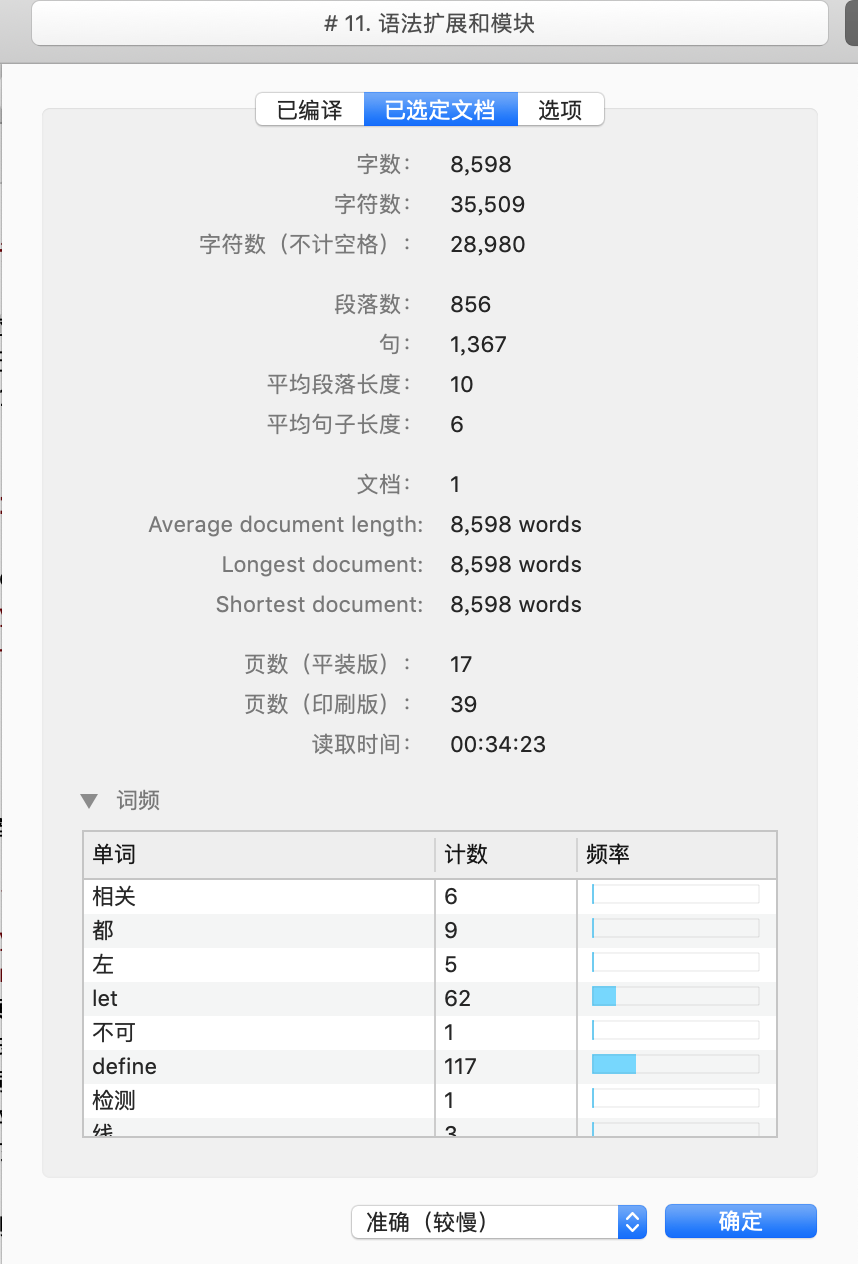 # 11. 语法扩展和模块
已编译 已选定文档 选项
字数： 8,598
字符数： 35,509
字符数（不计空格）： 28,980
段落数： 856
句： 1,367
平均段落长度： 10
平均句子长度： 6
文档： 1
Average document length: 8,598 words
Longest document: 8,598 words
Shortest document: 8,598 words
页数（平装版）： 17
页数（印刷版）： 39
读取时间： 00:34:23
词频
单词 计数 频率
相关 6
都 9
左 5
let 62
不可 1
define 117
检测 1
线 3
准确（较慢） 确定